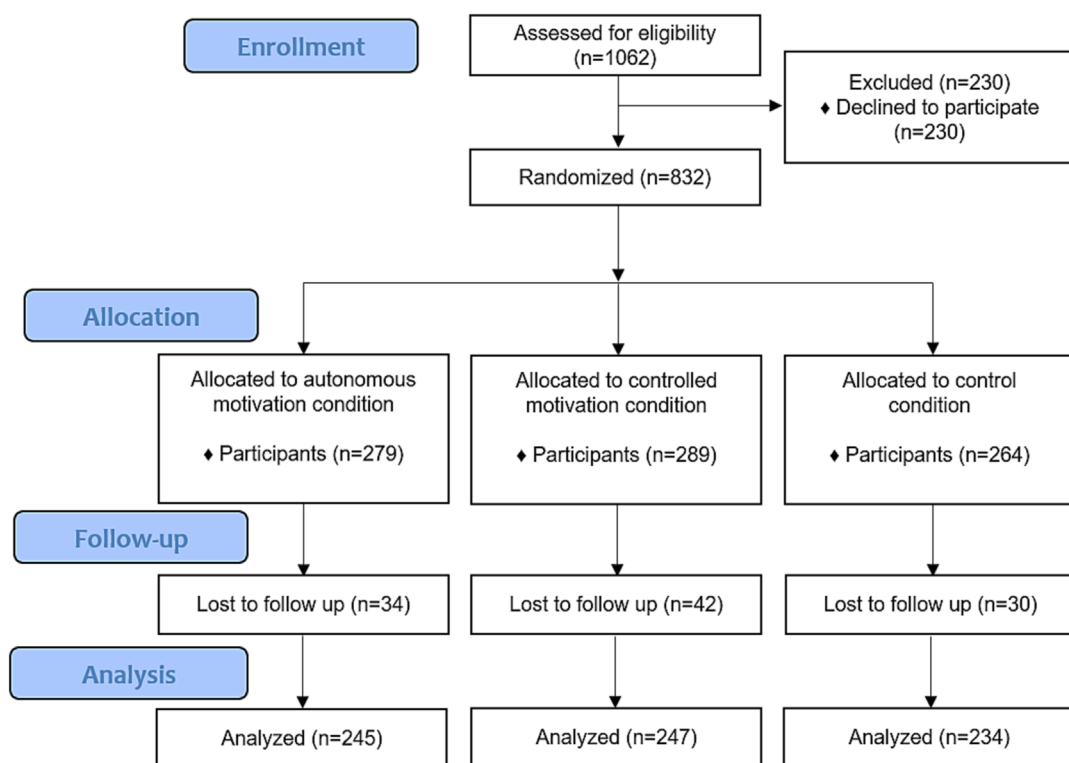 Enrollment
Assessed for eligibility
(n=1062)
Excluded (n=230)
♦ Declined to participate
(n=230)
Randomized (n=832)
Allocation
Allocated to autonomous
motivation condition
♦ Participants (n=279)
Allocated to controlled
motivation condition
♦ Participants (n=289)
Allocated to control
condition
♦ Participants (n=264)
Follow-up
Lost to follow up (n=34)
Lost to follow up (n=42)
Lost to follow up (n=30)
Analysis
Analyzed (n=245)
Analyzed (n=247)
Analyzed (n=234)